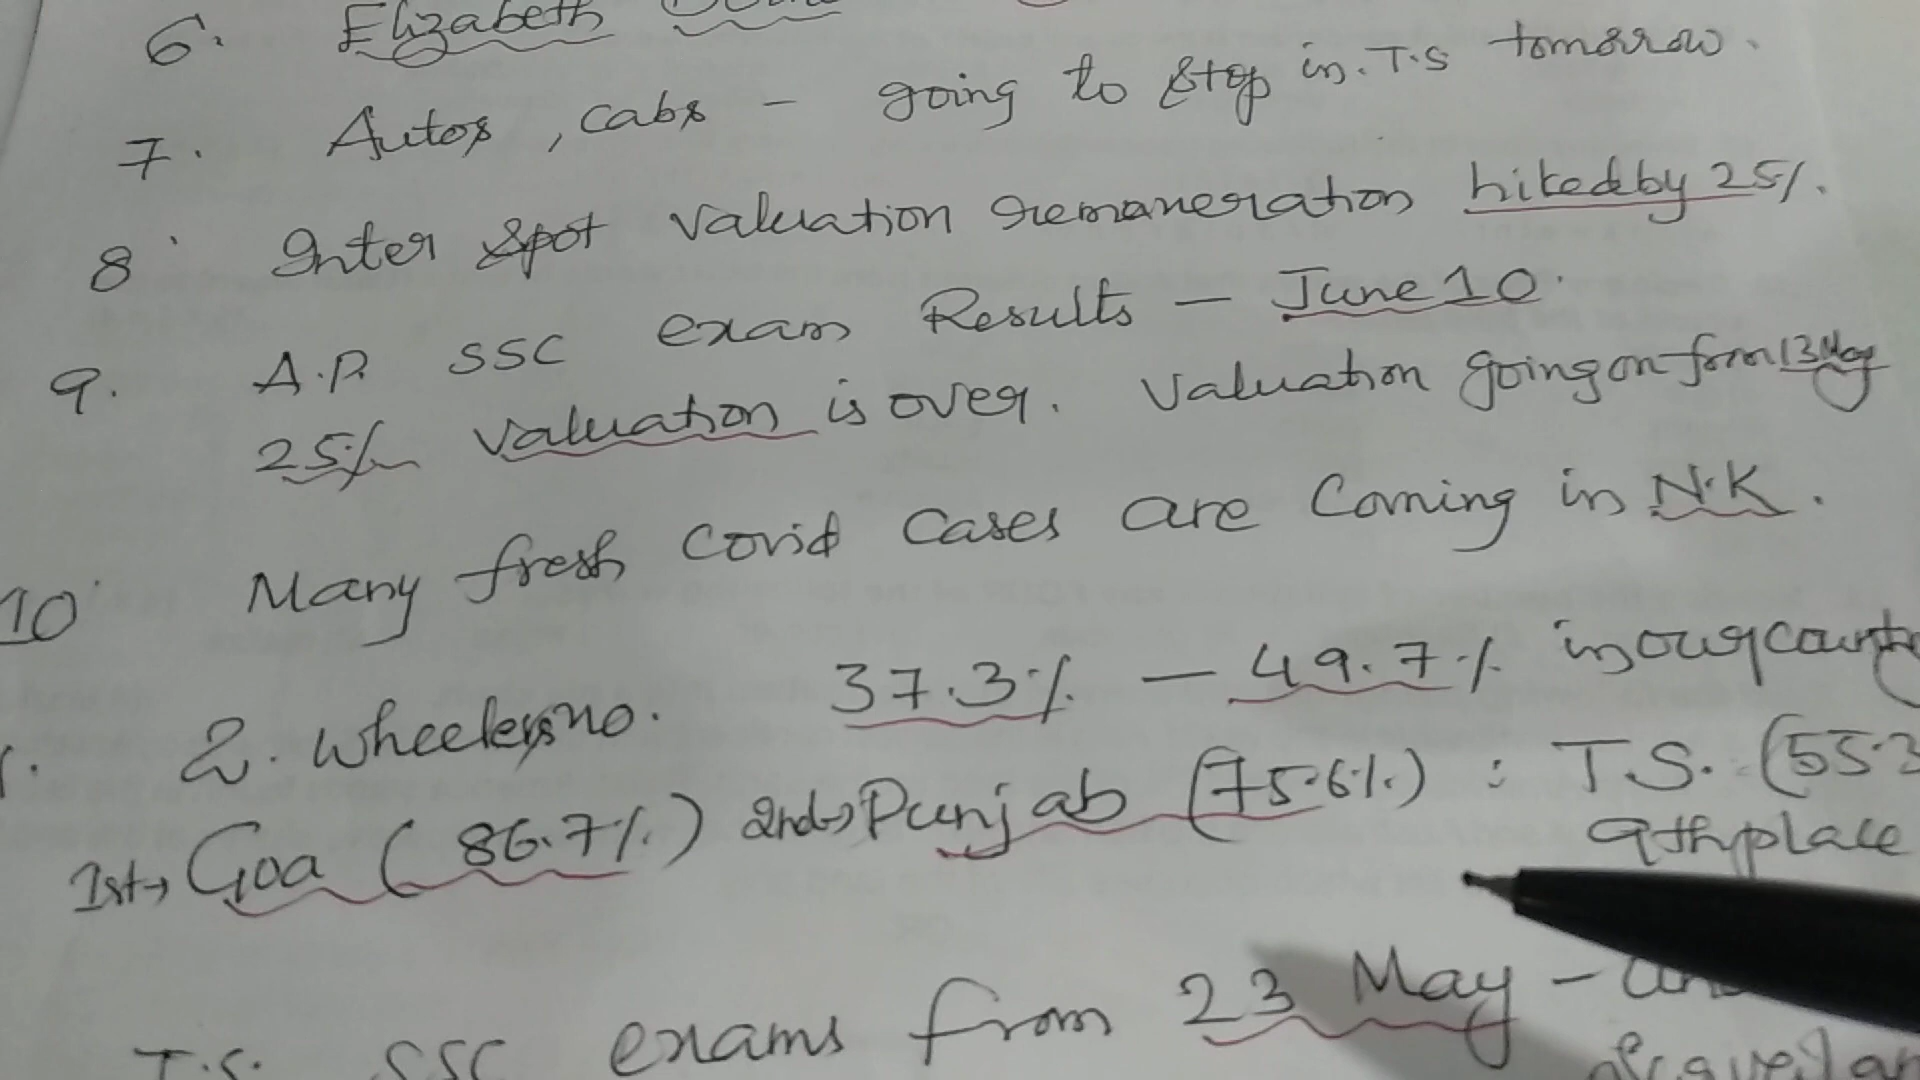 6. Elizabeth
7. Autos, cabs - going to stop in T.S tomorrow.
8. Inter spot valuation remaneration hiked by 25%.
9. A.P. SSC exam Results - June 10.
25% valuation is over. Valuation going on from 13 May
10. Many fresh covid cases are coming in N.K.
2. wheelers no. 37.3% - 49.7% in our country
1st→ Goa (86.7%) 2nd→ Punjab (75.6%) : T.S. (55.3
9th place
T.S. SSC exams from 23 May -